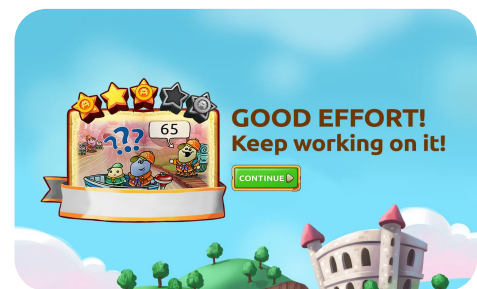 ???
65
GOOD EFFORT!
Keep working on it!
CONTINUE